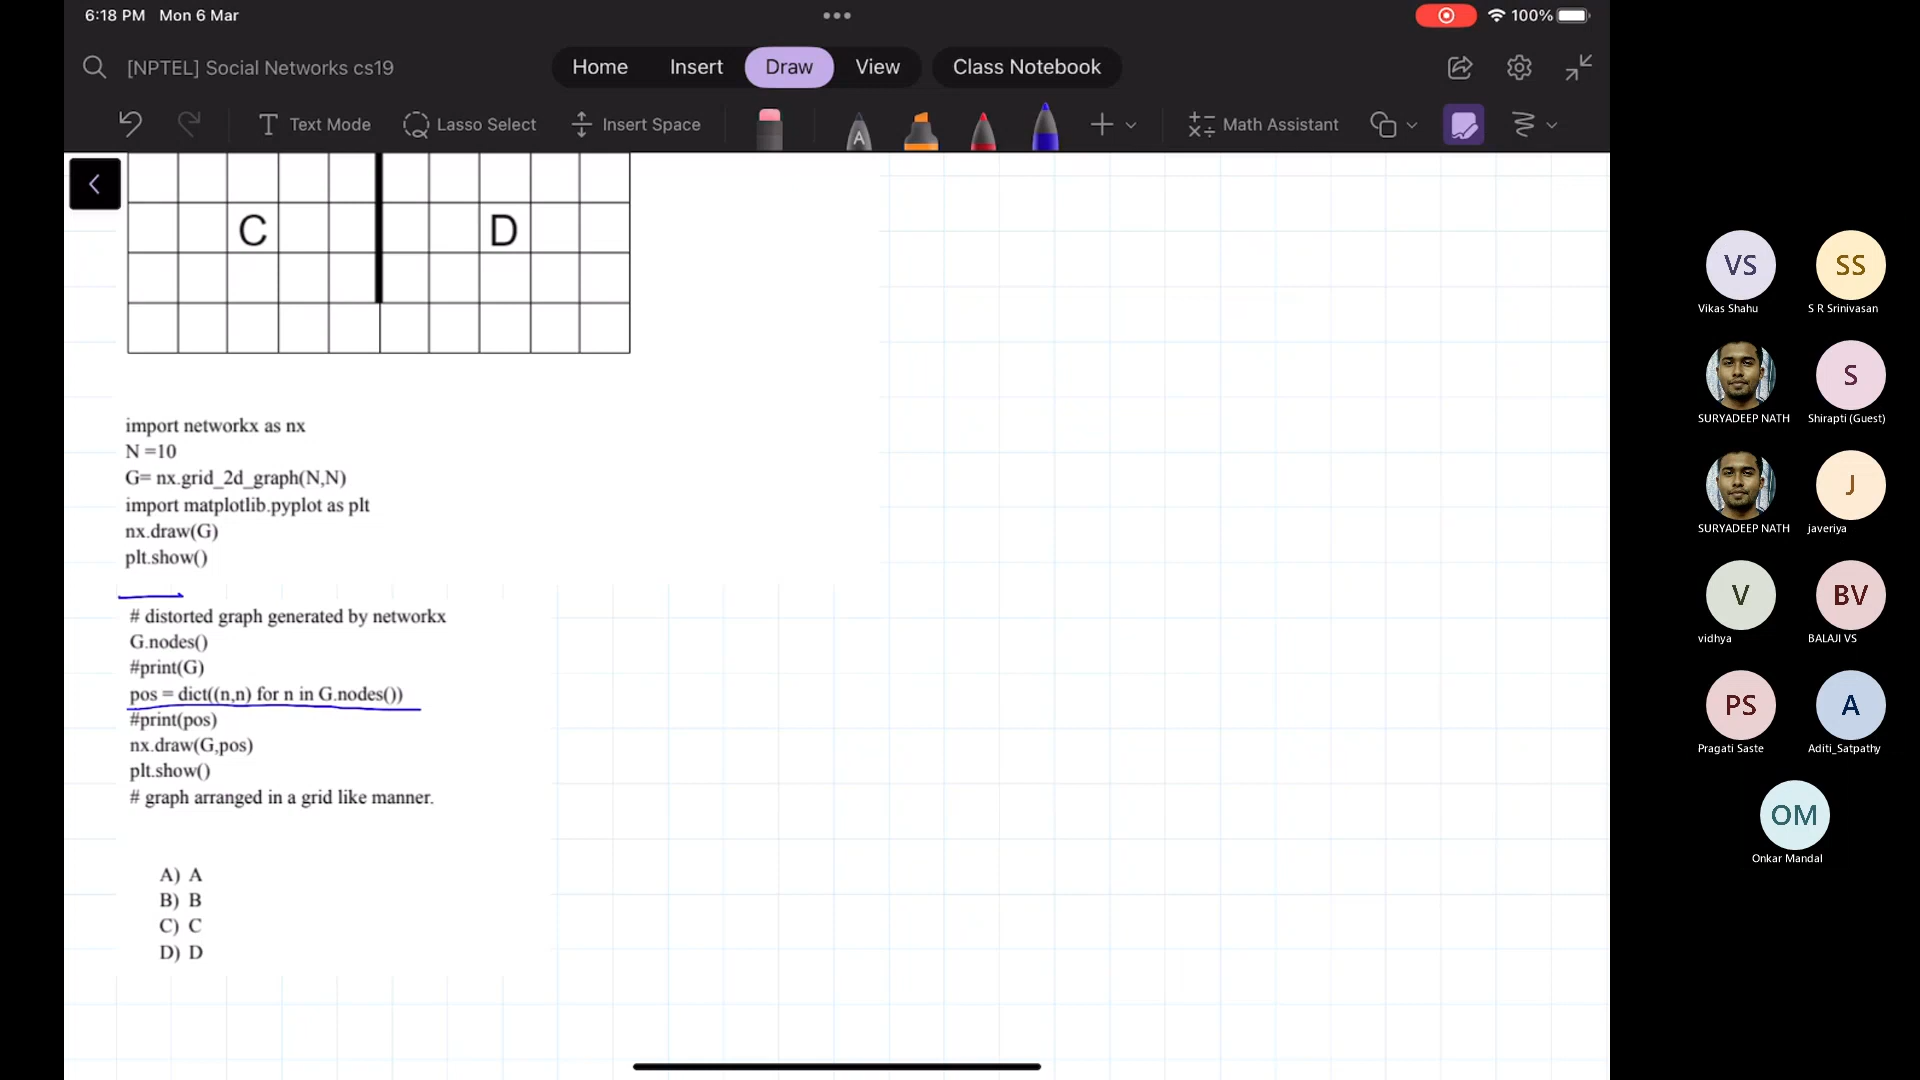 6:18 PM Mon 6 Mar
100%
[NPTEL] Social Networks cs19
Home Insert Draw View Class Notebook
Text Mode Lasso Select Insert Space A Math Assistant
C D
import networkx as nx
N =10
G= nx.grid_2d_graph(N,N)
import matplotlib.pyplot as plt
nx.draw(G)
plt.show()
# distorted graph generated by networkx
G.nodes()
#print(G)
pos = dict((n,n) for n in G.nodes())
#print(pos)
nx.draw(G,pos)
plt.show()
# graph arranged in a grid like manner.
A) A
B) B
C) C
D) D
VS SS
Vikas Shahu S R Srinivasan
S
SURYADEEP NATH Shirapti (Guest)
J
SURYADEEP NATH javeriya
V BV
vidhya BALAJI VS
PS A
Pragati Saste Aditi_Satpathy
OM
Onkar Mandal